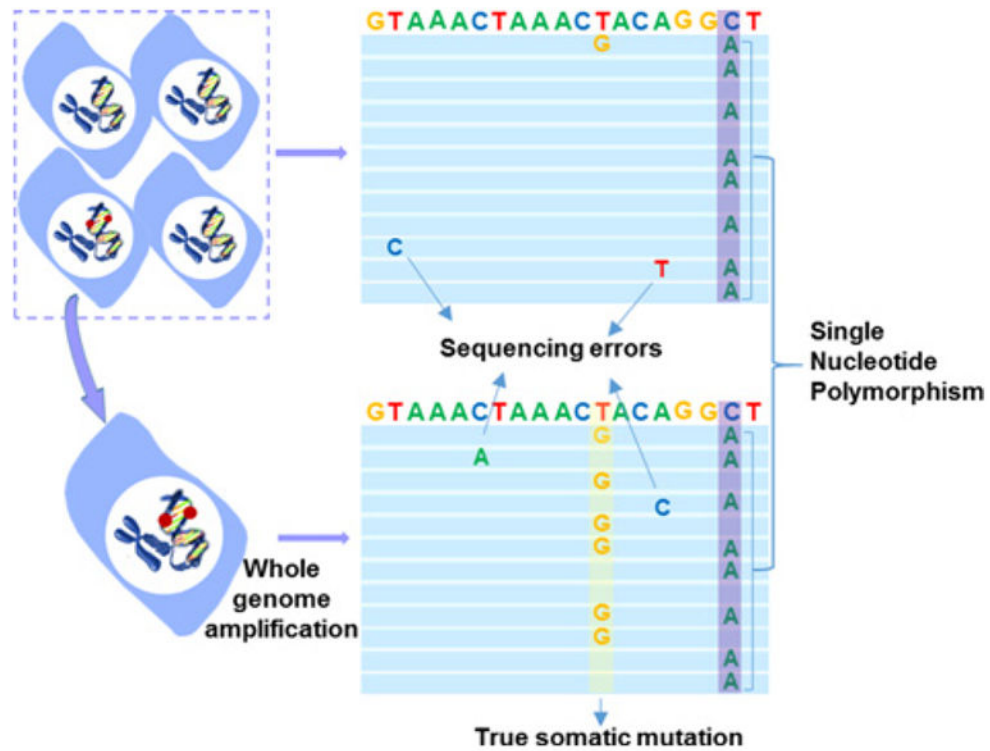 GTAAACTAAACTACAGGCT
G A
A
A
A
A
A
C
T A
A
Sequencing errors
Single
Nucleotide
Polymorphism
GTAAACTAAACTACAGGCT
G A
A A
G
C A
G
G A
A
G A
G
A
A
Whole
genome
amplification
True somatic mutation